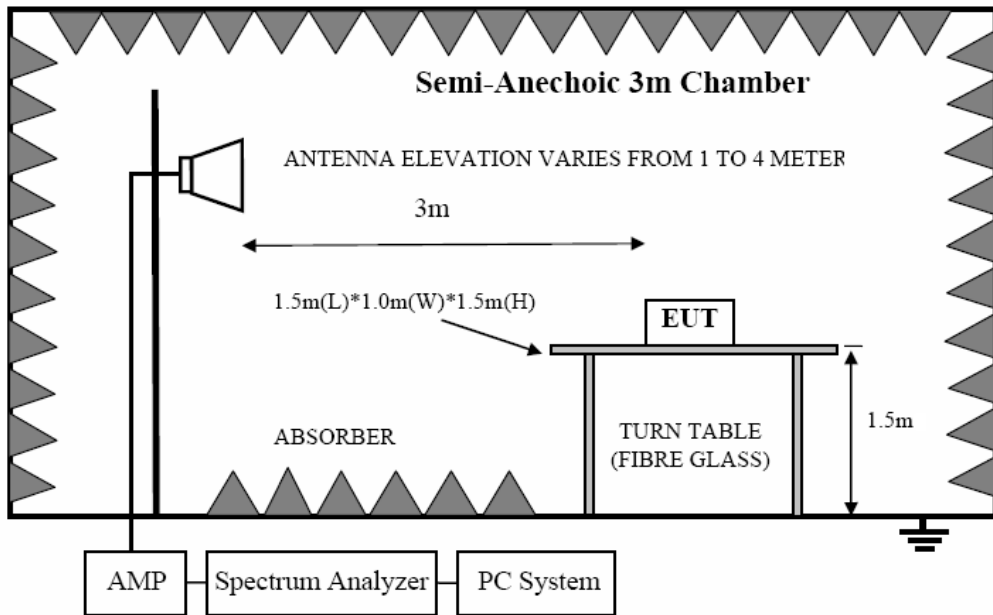 Semi-Anechoic 3m Chamber
ANTENNA ELEVATION VARIES FROM 1 TO 4 METER
3m
1.5m(L)*1.0m(W)*1.5m(H)
EUT
1.5m
ABSORBER
TURN TABLE
(FIBRE GLASS)
AMP
Spectrum Analyzer
PC System